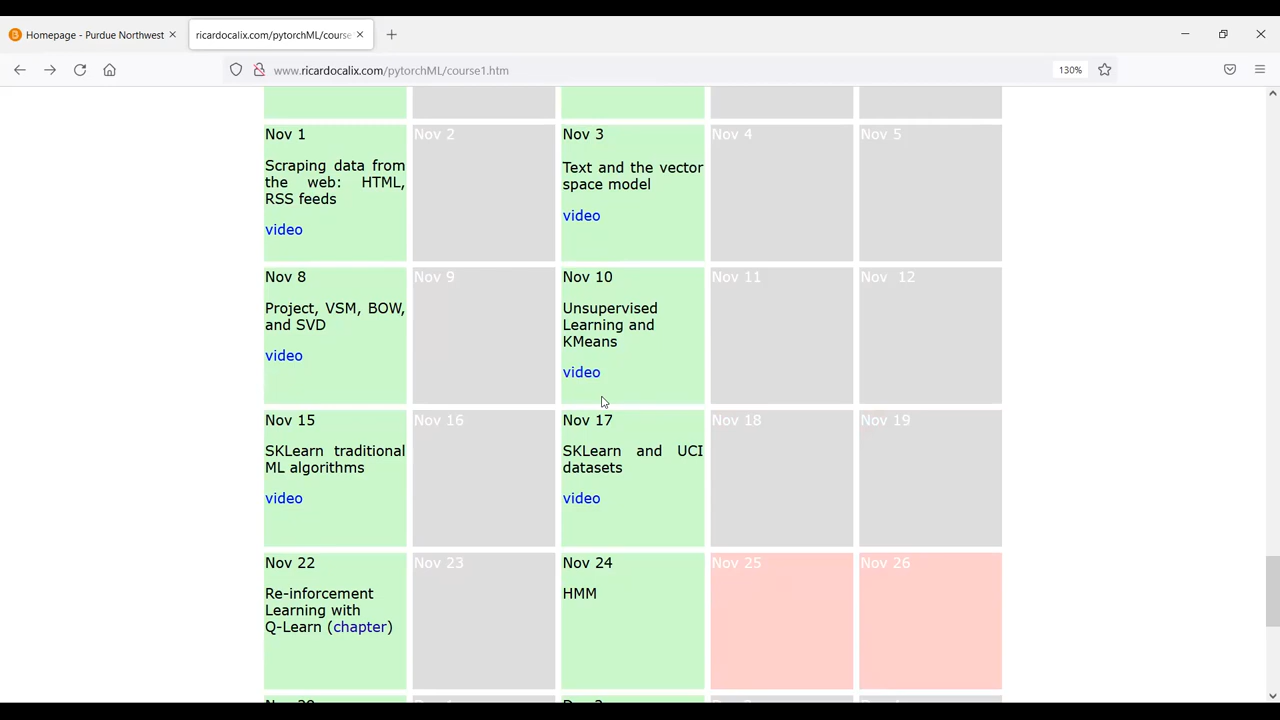 Homepage - Purdue Northwest
ricardocalix.com/pytorchML/course
www.ricardocalix.com/pytorchML/course1.htm
130%
Nov 1
Scraping data from
the web: HTML,
RSS feeds
video
Nov 2
Nov 3
Text and the vector
space model
video
Nov 4
Nov 5
Nov 8
Project, VSM, BOW,
and SVD
video
Nov 9
Nov 10
Unsupervised
Learning and
KMeans
video
Nov 11
Nov 12
Nov 15
SKLearn traditional
ML algorithms
video
Nov 16
Nov 17
SKLearn and UCI
datasets
video
Nov 18
Nov 19
Nov 22
Re-inforcement
Learning with
Q-Learn (chapter)
Nov 23
Nov 24
HMM
Nov 25
Nov 26